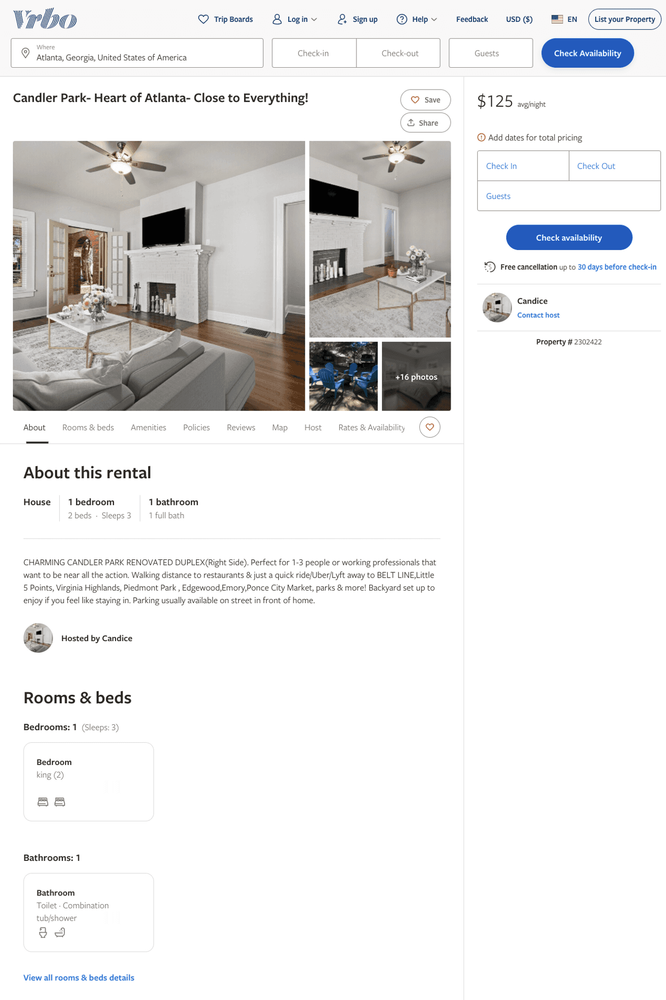 Vrbo
Trip Boards
Log in
Sign up
Help
Feedback
USD ($)
EN
List your Property
Where
Atlanta, Georgia, United States of America
Check-in
Check-out
Guests
Check Availability
Candler Park- Heart of Atlanta- Close to Everything!
Save
Share
+16 photos
$125 avg/night
Add dates for total pricing
Check In
Check Out
Guests
Check availability
Free cancellation up to 30 days before check-in
Candice
Contact host
Property # 2302422
About
Rooms & beds
Amenities
Policies
Reviews
Map
Host
Rates & Availability
About this rental
House
1 bedroom
2 beds · Sleeps 3
1 bathroom
1 full bath
CHARMING CANDLER PARK RENOVATED DUPLEX(Right Side). Perfect for 1-3 people or working professionals that
want to be near all the action. Walking distance to restaurants & just a quick ride/Uber/Lyft away to BELT LINE,Little
5 Points, Virginia Highlands, Piedmont Park , Edgewood,Emory,Ponce City Market, parks & more! Backyard set up to
enjoy if you feel like staying in. Parking usually available on street in front of home.
Hosted by Candice
Rooms & beds
Bedrooms: 1 (Sleeps: 3)
Bedroom
king (2)
Bathrooms: 1
Bathroom
Toilet · Combination
tub/shower
View all rooms & beds details